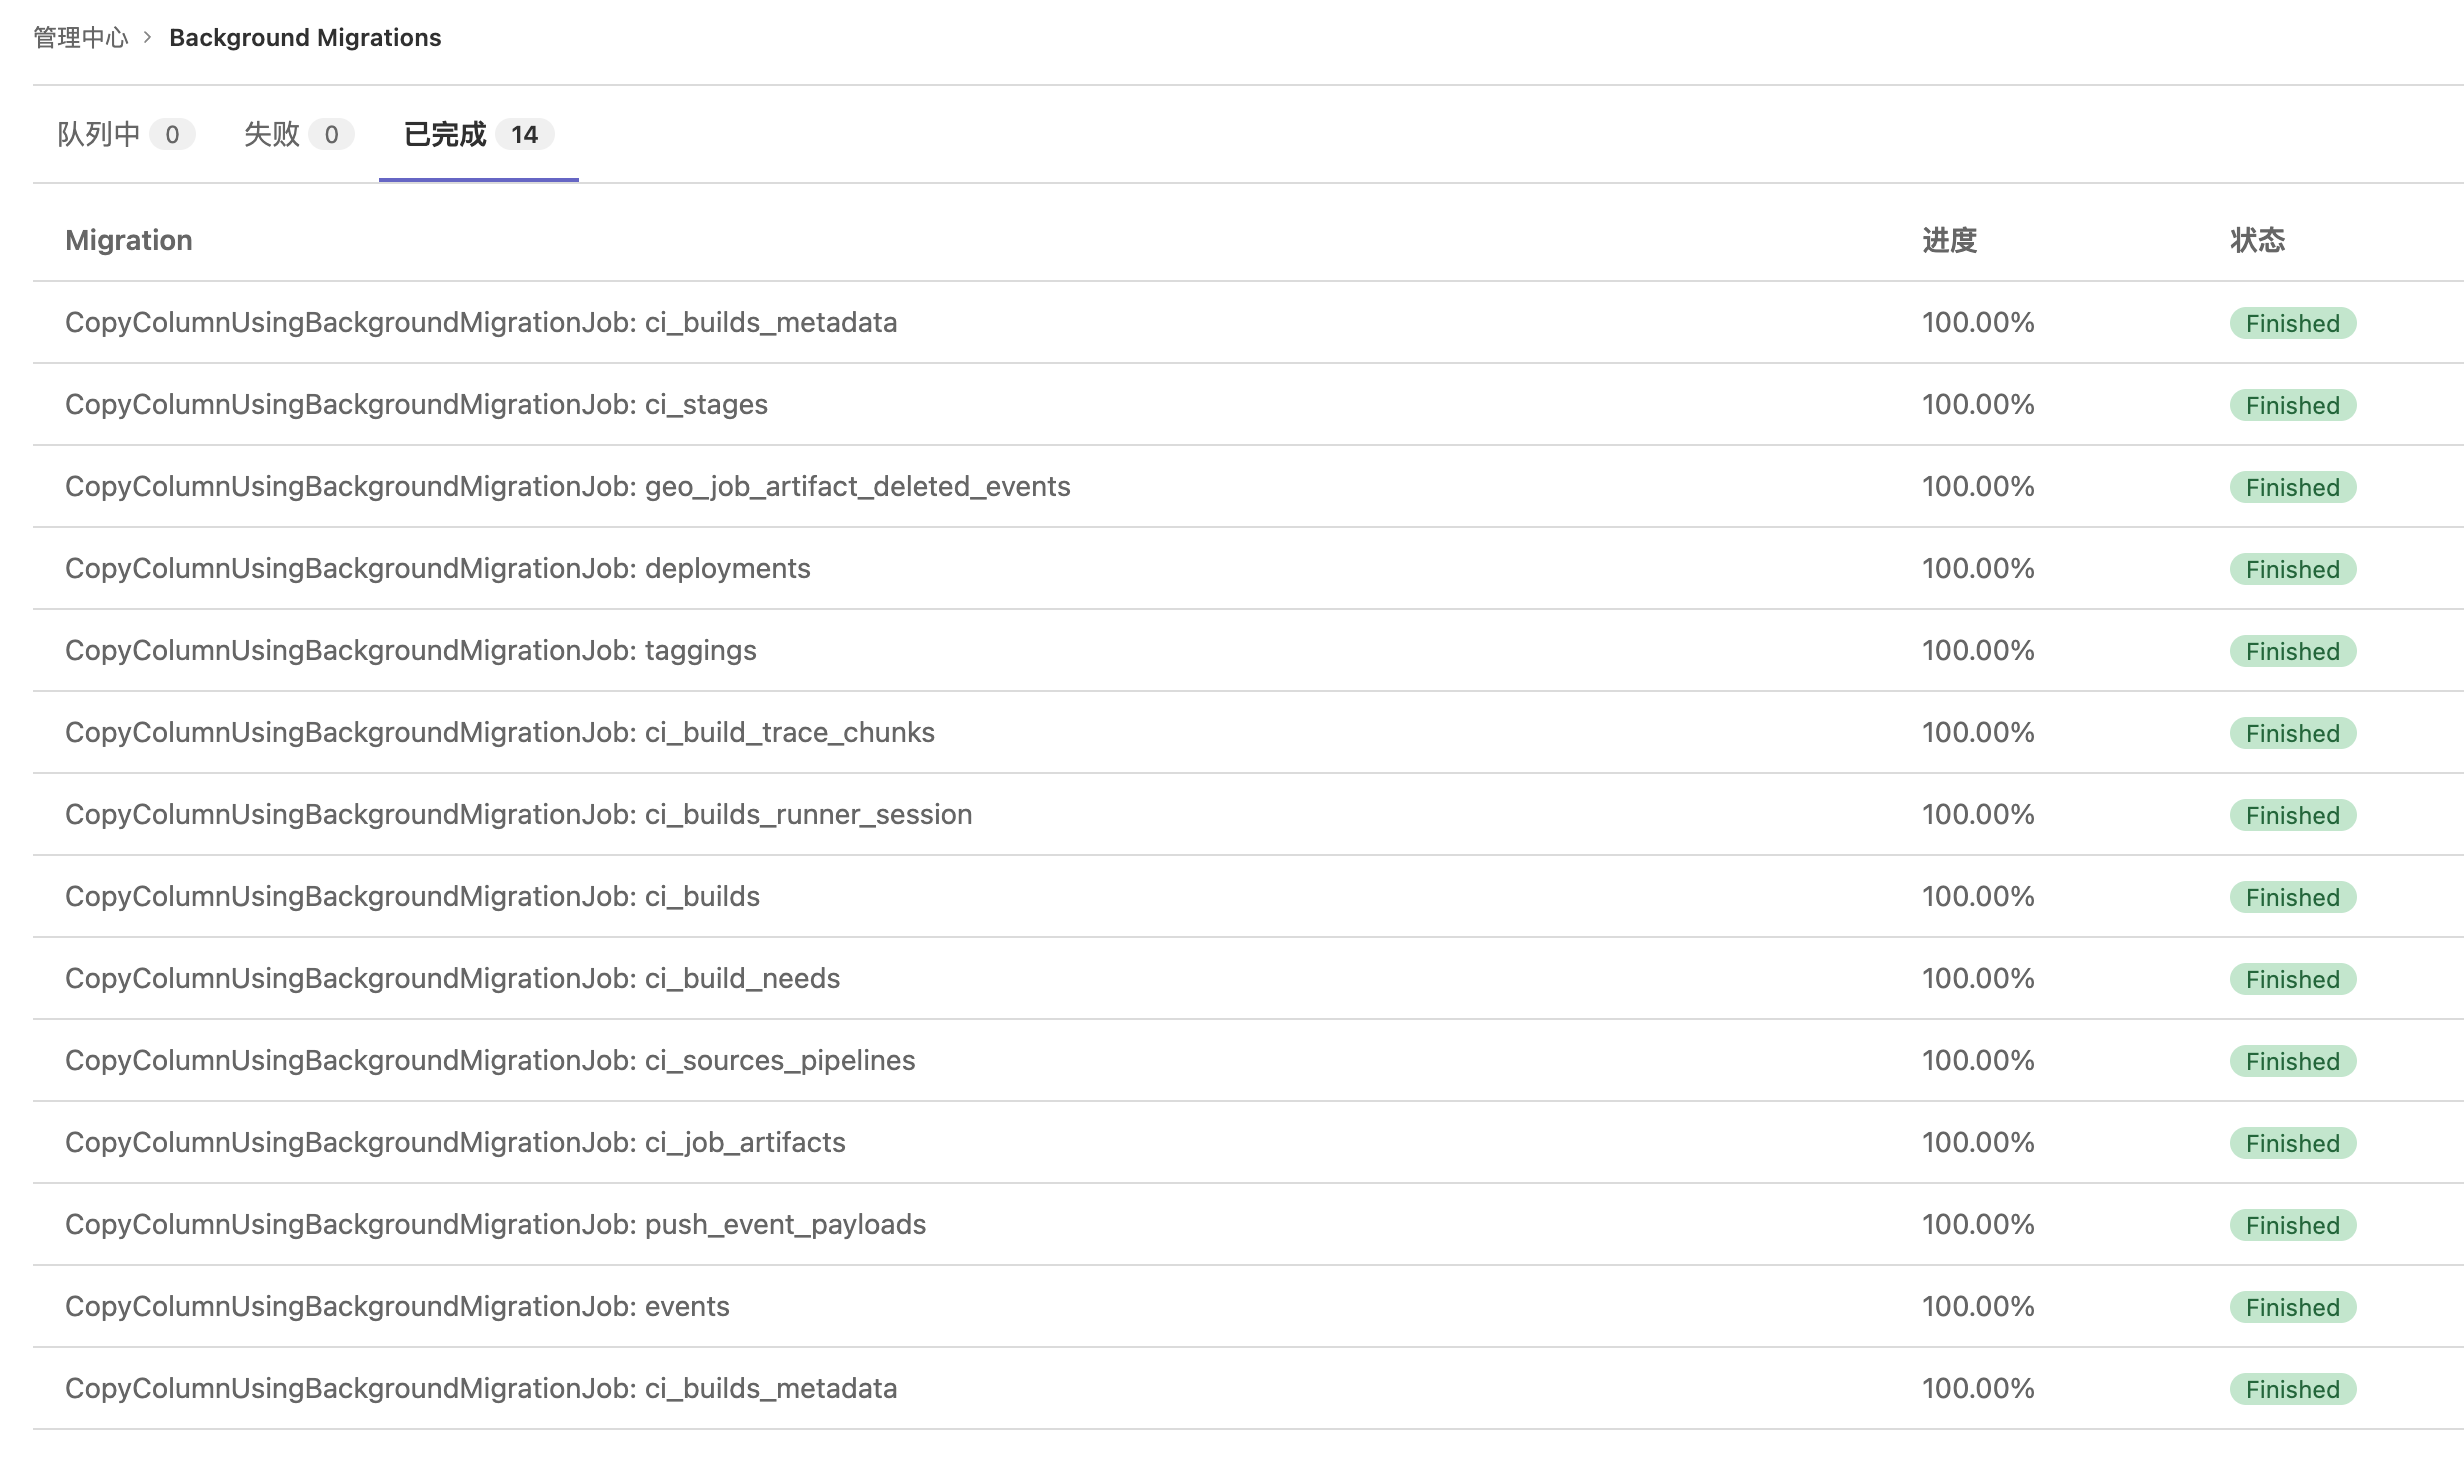 管理中心 › Background Migrations
队列中 0 失败 0 已完成 14
Migration 进度 状态
CopyColumnUsingBackgroundMigrationJob: ci_builds_metadata 100.00% Finished
CopyColumnUsingBackgroundMigrationJob: ci_stages 100.00% Finished
CopyColumnUsingBackgroundMigrationJob: geo_job_artifact_deleted_events 100.00% Finished
CopyColumnUsingBackgroundMigrationJob: deployments 100.00% Finished
CopyColumnUsingBackgroundMigrationJob: taggings 100.00% Finished
CopyColumnUsingBackgroundMigrationJob: ci_build_trace_chunks 100.00% Finished
CopyColumnUsingBackgroundMigrationJob: ci_builds_runner_session 100.00% Finished
CopyColumnUsingBackgroundMigrationJob: ci_builds 100.00% Finished
CopyColumnUsingBackgroundMigrationJob: ci_build_needs 100.00% Finished
CopyColumnUsingBackgroundMigrationJob: ci_sources_pipelines 100.00% Finished
CopyColumnUsingBackgroundMigrationJob: ci_job_artifacts 100.00% Finished
CopyColumnUsingBackgroundMigrationJob: push_event_payloads 100.00% Finished
CopyColumnUsingBackgroundMigrationJob: events 100.00% Finished
CopyColumnUsingBackgroundMigrationJob: ci_builds_metadata 100.00% Finished